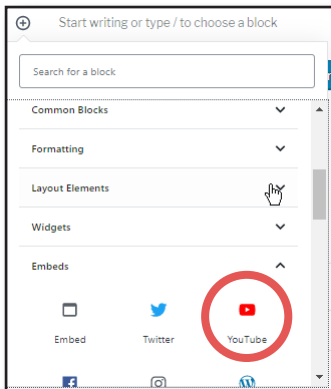 Start writing or type / to choose a block
Search for a block
Common Blocks
Formatting
Layout Elements
Widgets
Embeds
Embed Twitter YouTube